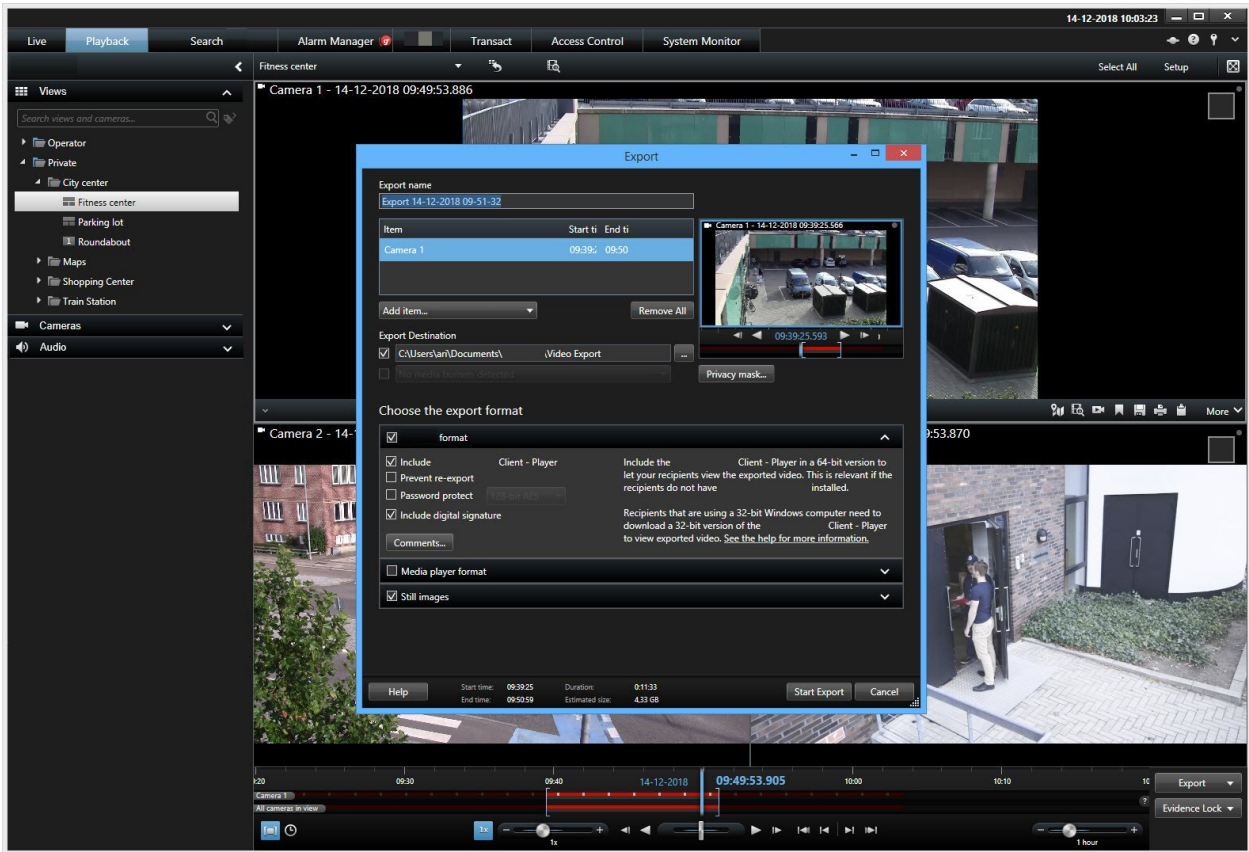 14-12-2018 10:03:23
Live
Playback
Search
Alarm Manager
Transact
Access Control
System Monitor
Fitness center
Select All
Setup
Views
Camera 1 - 14-12-2018 09:49:53.886
Search views and cameras...
Operator
Private
City center
Fitness center
Parking lot
1 Roundabout
Maps
Shopping Center
Train Station
Cameras
Audio
Export
Export name
Export 14-12-2018 09-51-32
Item Start ti End ti
Camera 1 09:39:2 09:50
Camera 1 - 14-12-2018 09:39:25.566
Add item...
Remove All
09:39:25.593
Export Destination
C:\Users\ari\Documents\ Video Export
...
No media burners detected
Privacy mask...
Choose the export format
format
Include Client - Player
Prevent re-export
Password protect
128-bit AES
Include digital signature
Comments...
Include the Client - Player in a 64-bit version to
let your recipients view the exported video. This is relevant if the
recipients do not have installed.
Recipients that are using a 32-bit Windows computer need to
download a 32-bit version of the Client - Player
to view exported video. See the help for more information.
Media player format
Still images
Help
Start time: 09:39:25 Duration: 0:11:33
End time: 09:50:59 Estimated size: 4,33 GB
Start Export
Cancel
More
Camera 2 - 14-
9:53.870
9:20 09:30 09:40 14-12-2018 09:49:53.905 10:00 10:10 10
Camera 1
All cameras in view
Export
Evidence Lock
1x
1x
1 hour